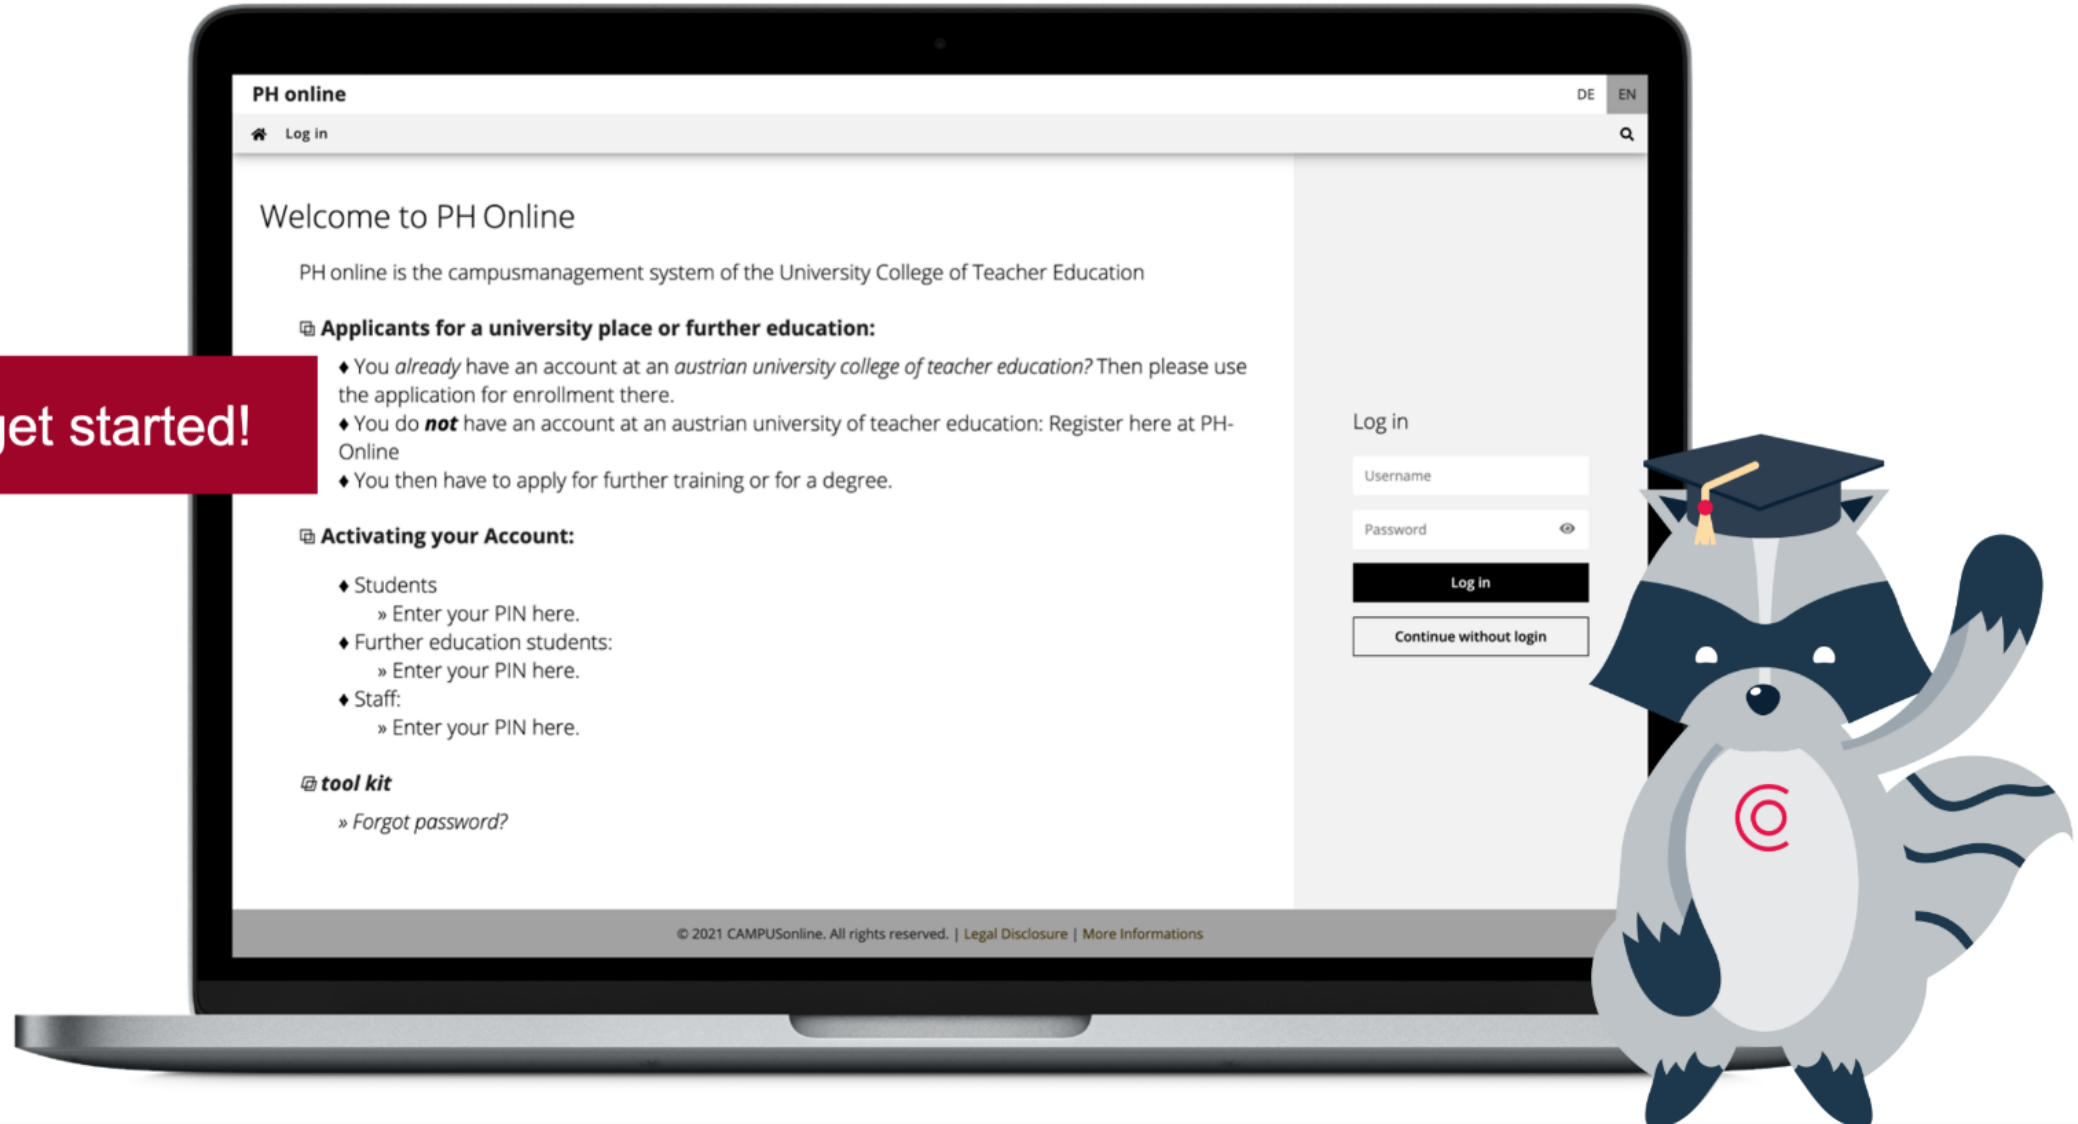 PH online
DE EN
Log in
Welcome to PH Online
PH online is the campusmanagement system of the University College of Teacher Education
Applicants for a university place or further education:
♦ You already have an account at an austrian university college of teacher education? Then please use
the application for enrollment there.
♦ You do not have an account at an austrian university of teacher education: Register here at PH-
Online
♦ You then have to apply for further training or for a degree.
get started!
Activating your Account:
♦ Students
» Enter your PIN here.
♦ Further education students:
» Enter your PIN here.
♦ Staff:
» Enter your PIN here.
tool kit
» Forgot password?
Log in
Username
Password
Log in
Continue without login
© 2021 CAMPUSonline. All rights reserved. | Legal Disclosure | More Informations